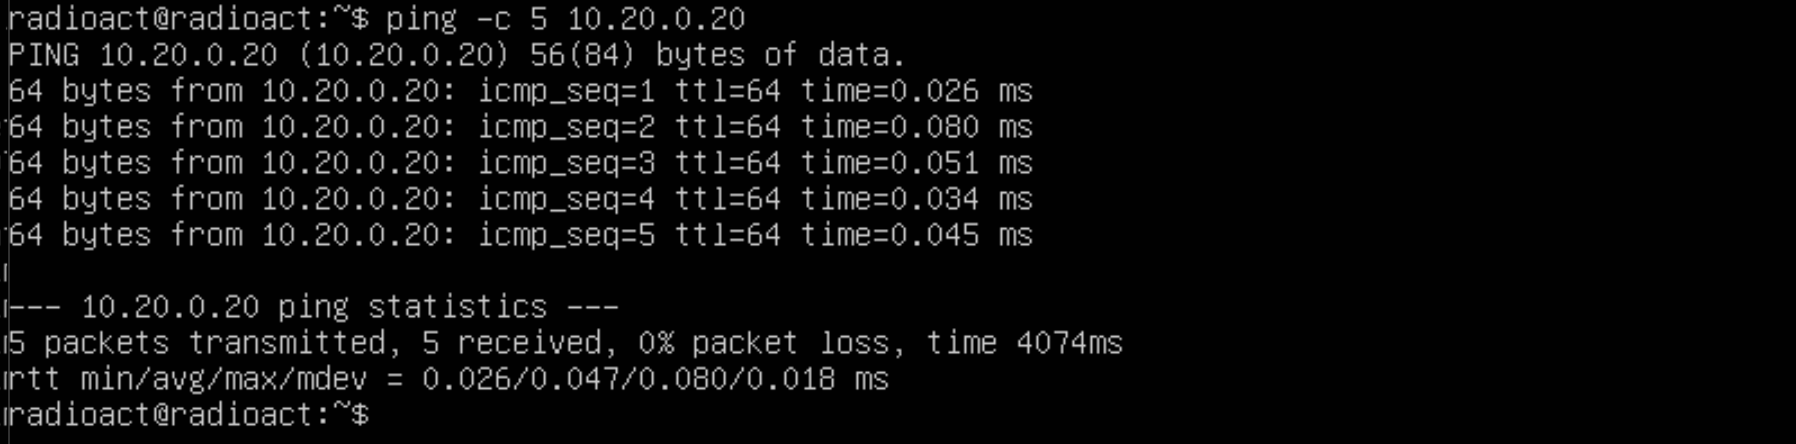 radioact@radioact:~$ ping -c 5 10.20.0.20
PING 10.20.0.20 (10.20.0.20) 56(84) bytes of data.
64 bytes from 10.20.0.20: icmp_seq=1 ttl=64 time=0.026 ms
64 bytes from 10.20.0.20: icmp_seq=2 ttl=64 time=0.080 ms
64 bytes from 10.20.0.20: icmp_seq=3 ttl=64 time=0.051 ms
64 bytes from 10.20.0.20: icmp_seq=4 ttl=64 time=0.034 ms
64 bytes from 10.20.0.20: icmp_seq=5 ttl=64 time=0.045 ms
--- 10.20.0.20 ping statistics ---
5 packets transmitted, 5 received, 0% packet loss, time 4074ms
rtt min/avg/max/mdev = 0.026/0.047/0.080/0.018 ms
radioact@radioact:~$